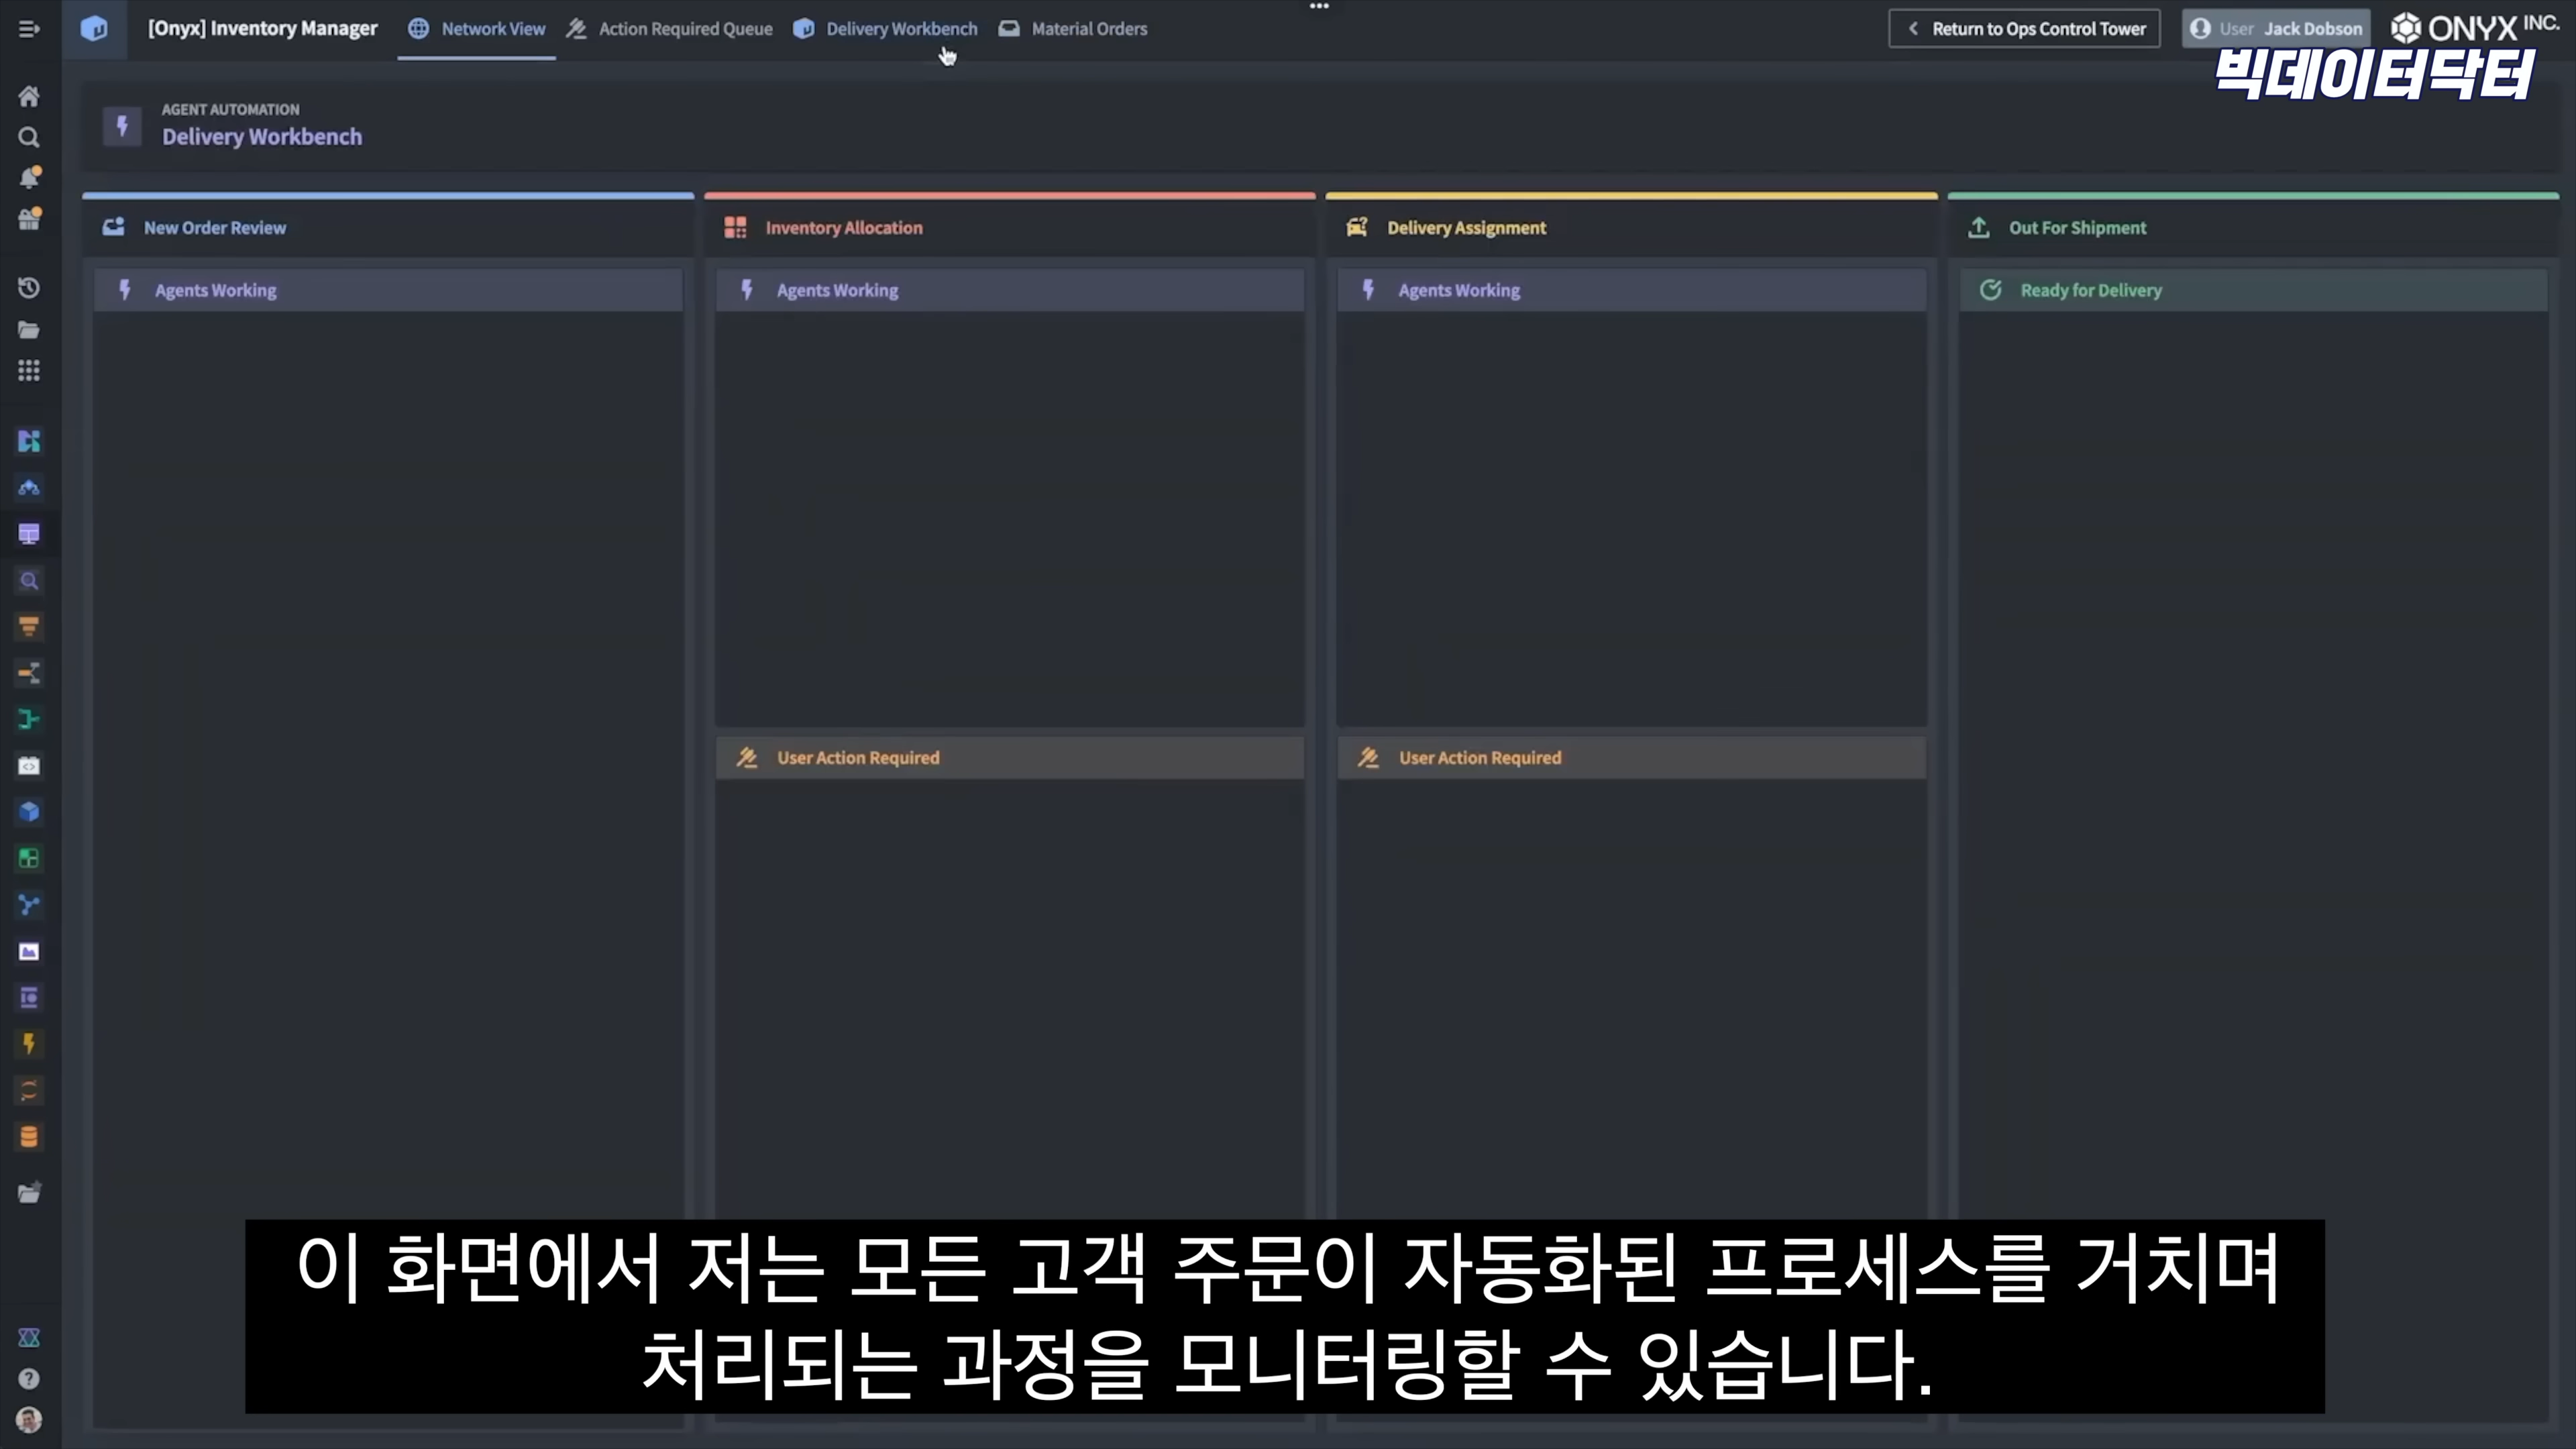 [Onyx] Inventory Manager
Network View
Action Required Queue
Delivery Workbench
Material Orders
Return to Ops Control Tower
User Jack Dobson
ONYX INC.
빅데이터닥터
AGENT AUTOMATION
Delivery Workbench
New Order Review
Agents Working
Inventory Allocation
Agents Working
User Action Required
Delivery Assignment
Agents Working
User Action Required
Out For Shipment
Ready for Delivery
이 화면에서 저는 모든 고객 주문이 자동화된 프로세스를 거치며
처리되는 과정을 모니터링할 수 있습니다.